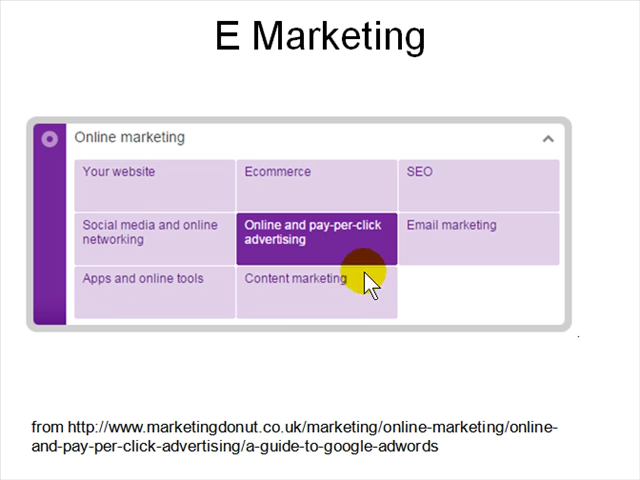 E Marketing
Online marketing
Your website
Ecommerce
SEO
Social media and online
networking
Online and pay-per-click
advertising
Email marketing
Apps and online tools
Content marketing
.
from http://www.marketingdonut.co.uk/marketing/online-marketing/online-
and-pay-per-click-advertising/a-guide-to-google-adwords